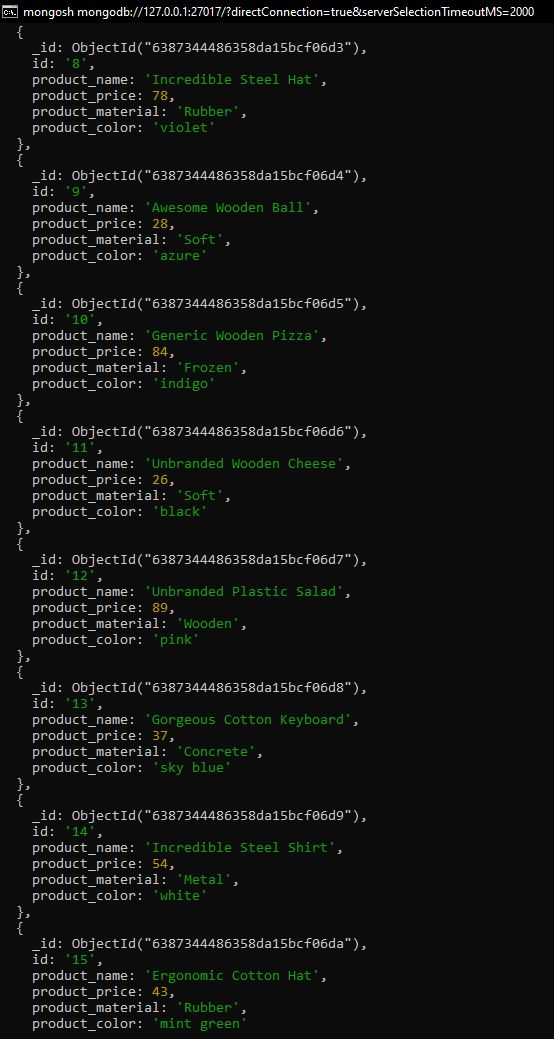 mongosh mongodb://127.0.0.1:27017/?directConnection=true&serverSelectionTimeoutMS=2000
{
_id: ObjectId("6387344486358da15bcf06d3"),
id: '8',
product_name: 'Incredible Steel Hat',
product_price: 78,
product_material: 'Rubber',
product_color: 'violet'
},
{
_id: ObjectId("6387344486358da15bcf06d4"),
id: '9',
product_name: 'Awesome Wooden Ball',
product_price: 28,
product_material: 'Soft',
product_color: 'azure'
},
{
_id: ObjectId("6387344486358da15bcf06d5"),
id: '10',
product_name: 'Generic Wooden Pizza',
product_price: 84,
product_material: 'Frozen',
product_color: 'indigo'
},
{
_id: ObjectId("6387344486358da15bcf06d6"),
id: '11',
product_name: 'Unbranded Wooden Cheese',
product_price: 26,
product_material: 'Soft',
product_color: 'black'
},
{
_id: ObjectId("6387344486358da15bcf06d7"),
id: '12',
product_name: 'Unbranded Plastic Salad',
product_price: 89,
product_material: 'Wooden',
product_color: 'pink'
},
{
_id: ObjectId("6387344486358da15bcf06d8"),
id: '13',
product_name: 'Gorgeous Cotton Keyboard',
product_price: 37,
product_material: 'Concrete',
product_color: 'sky blue'
},
{
_id: ObjectId("6387344486358da15bcf06d9"),
id: '14',
product_name: 'Incredible Steel Shirt',
product_price: 54,
product_material: 'Metal',
product_color: 'white'
},
{
_id: ObjectId("6387344486358da15bcf06da"),
id: '15',
product_name: 'Ergonomic Cotton Hat',
product_price: 43,
product_material: 'Rubber',
product_color: 'mint green'